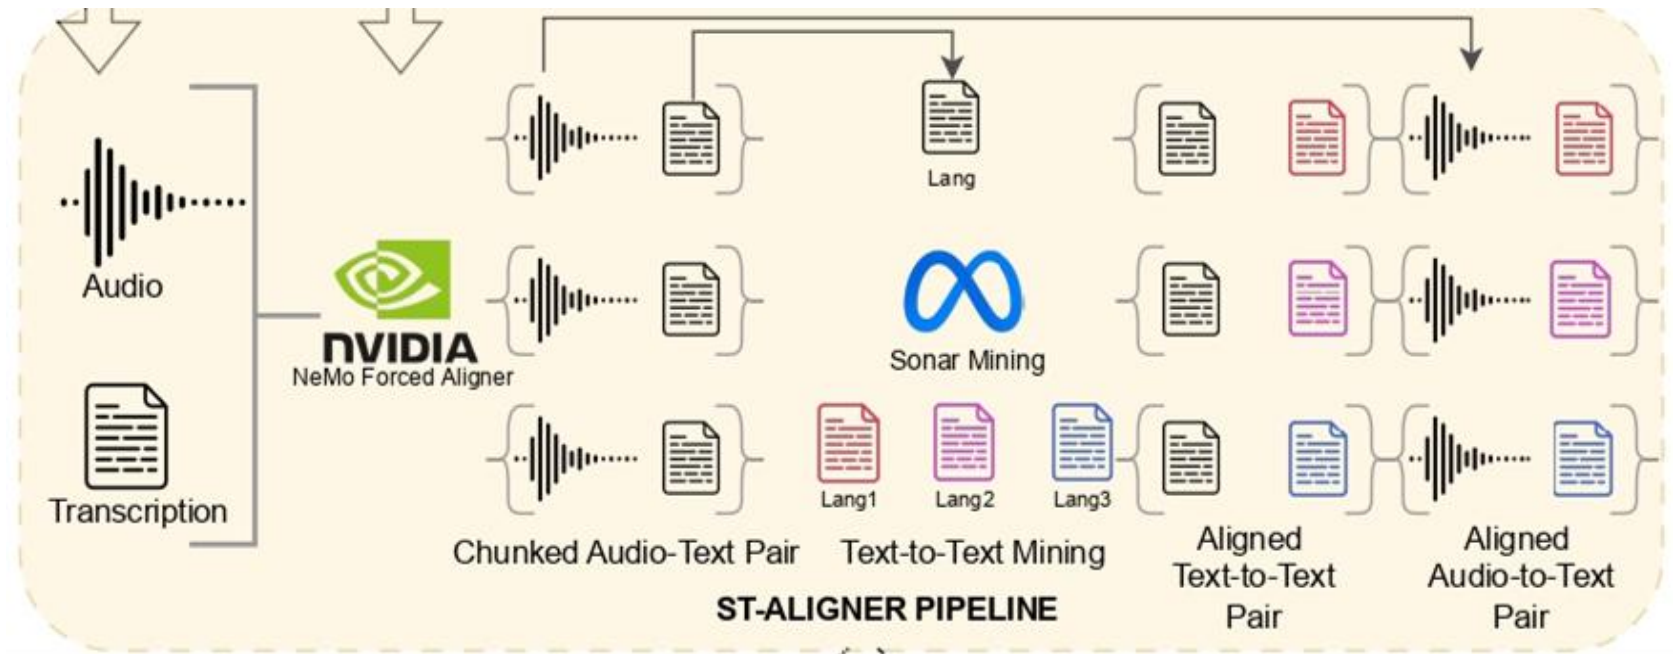 Audio
Transcription
NVIDIA
NeMo Forced Aligner
Chunked Audio-Text Pair
Lang
Sonar Mining
Lang1
Lang2
Lang3
Text-to-Text Mining
Aligned
Text-to-Text
Pair
Aligned
Audio-to-Text
Pair
ST-ALIGNER PIPELINE